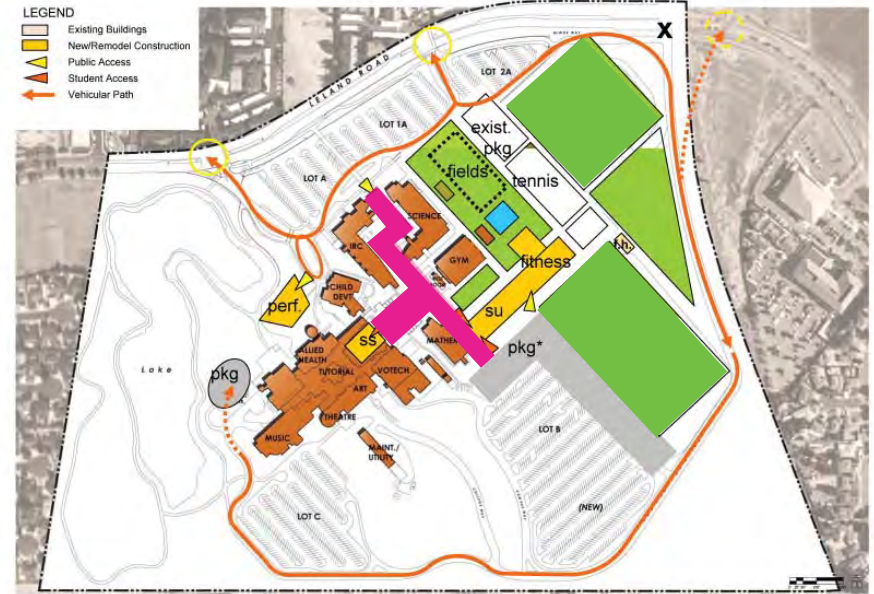 LEGEND
Existing Buildings
New/Remodel Construction
Public Access
Student Access
Vehicular Path
X
LELAND ROAD
LOT 2A
LOT 1A
LOT A
exist.
pkg
fields
tennis
SCIENCE
IRC
GYM
fitness
f.h.
CHILD
DEVT
perf.
su
ss
MATHE
pkg*
ALLIED
HEALTH
TUTORIAL
VOTECH
ART
Lake
pkg
THEATRE
MUSIC
MAINT./
UTILITY
LOT B
(NEW)
LOT C